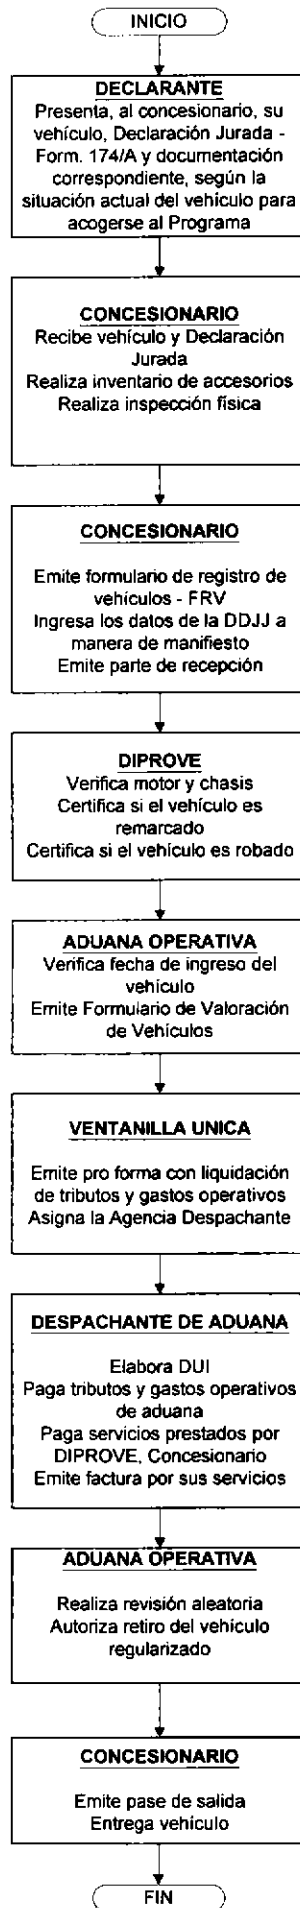 INICIO
DECLARANTE
Presenta, al concesionario, su
vehículo, Declaración Jurada -
Form. 174/A y documentación
correspondiente, según la
situación actual del vehículo para
acogerse al Programa
CONCESIONARIO
Recibe vehículo y Declaración
Jurada
Realiza inventario de accesorios
Realiza inspección física
CONCESIONARIO
Emite formulario de registro de
vehículos - FRV
Ingresa los datos de la DDJJ a
manera de manifiesto
Emite parte de recepción
DIPROVE
Verifica motor y chasis
Certifica si el vehículo es
remarcado
Certifica si el vehículo es robado
ADUANA OPERATIVA
Verifica fecha de ingreso del
vehículo
Emite Formulario de Valoración
de Vehículos
VENTANILLA UNICA
Emite pro forma con liquidación
de tributos y gastos operativos
Asigna la Agencia Despachante
DESPACHANTE DE ADUANA
Elabora DUI
Paga tributos y gastos operativos
de aduana
Paga servicios prestados por
DIPROVE, Concesionario
Emite factura por sus servicios
ADUANA OPERATIVA
Realiza revisión aleatoria
Autoriza retiro del vehículo
regularizado
CONCESIONARIO
Emite pase de salida
Entrega vehículo
FIN